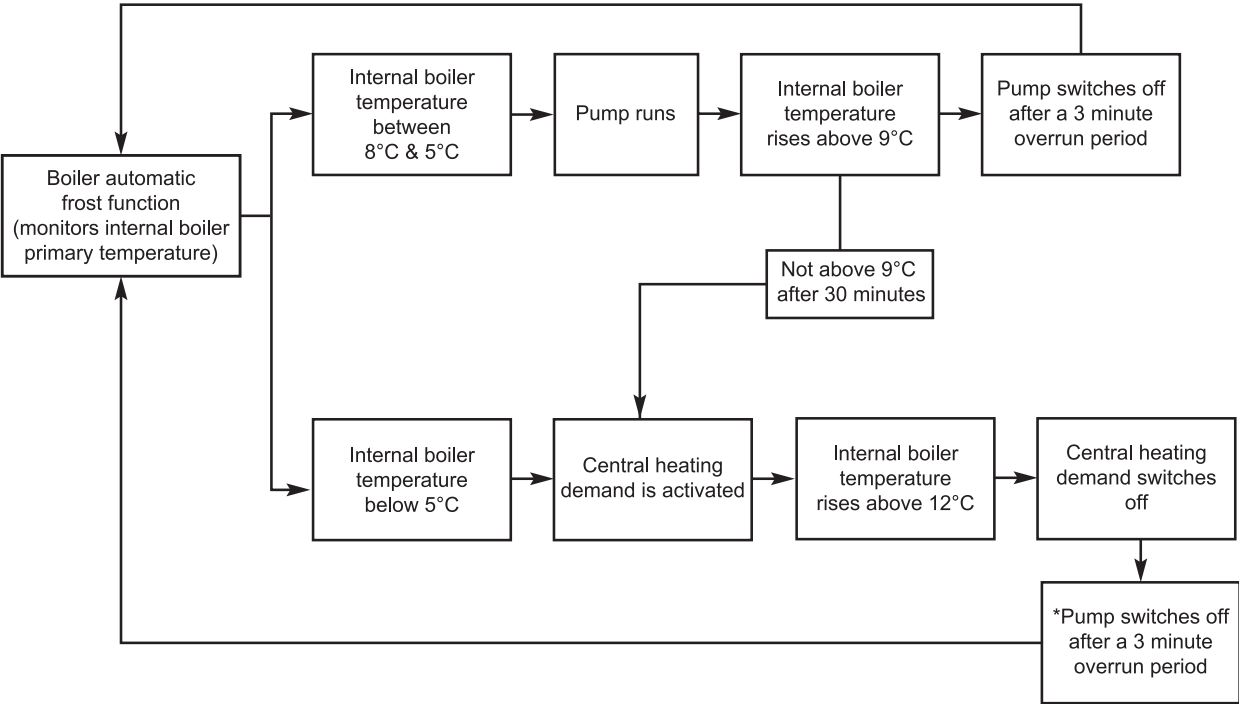 Internal boiler
temperature
between
8°C & 5°C
Pump runs
Internal boiler
temperature
rises above 9°C
Pump switches off
after a 3 minute
overrun period
Boiler automatic
frost function
(monitors internal boiler
primary temperature)
Not above 9°C
after 30 minutes
Internal boiler
temperature
below 5°C
Central heating
demand is activated
Internal boiler
temperature
rises above 12°C
Central heating
demand switches
off
*Pump switches off
after a 3 minute
overrun period